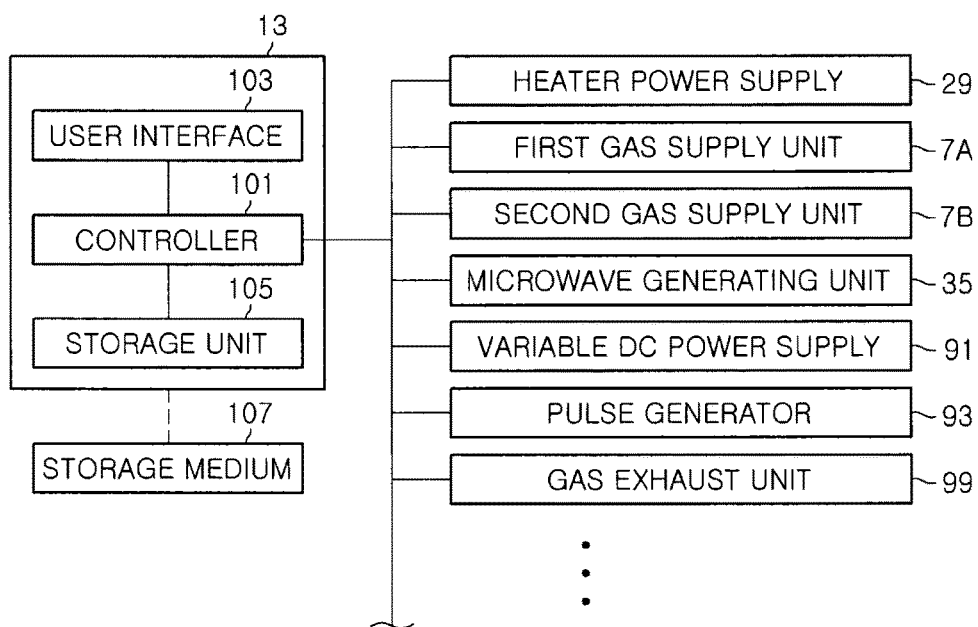 13
103
USER INTERFACE
101
CONTROLLER
105
STORAGE UNIT
107
STORAGE MEDIUM
HEATER POWER SUPPLY 29
FIRST GAS SUPPLY UNIT 7A
SECOND GAS SUPPLY UNIT 7B
MICROWAVE GENERATING UNIT 35
VARIABLE DC POWER SUPPLY 91
PULSE GENERATOR 93
GAS EXHAUST UNIT 99